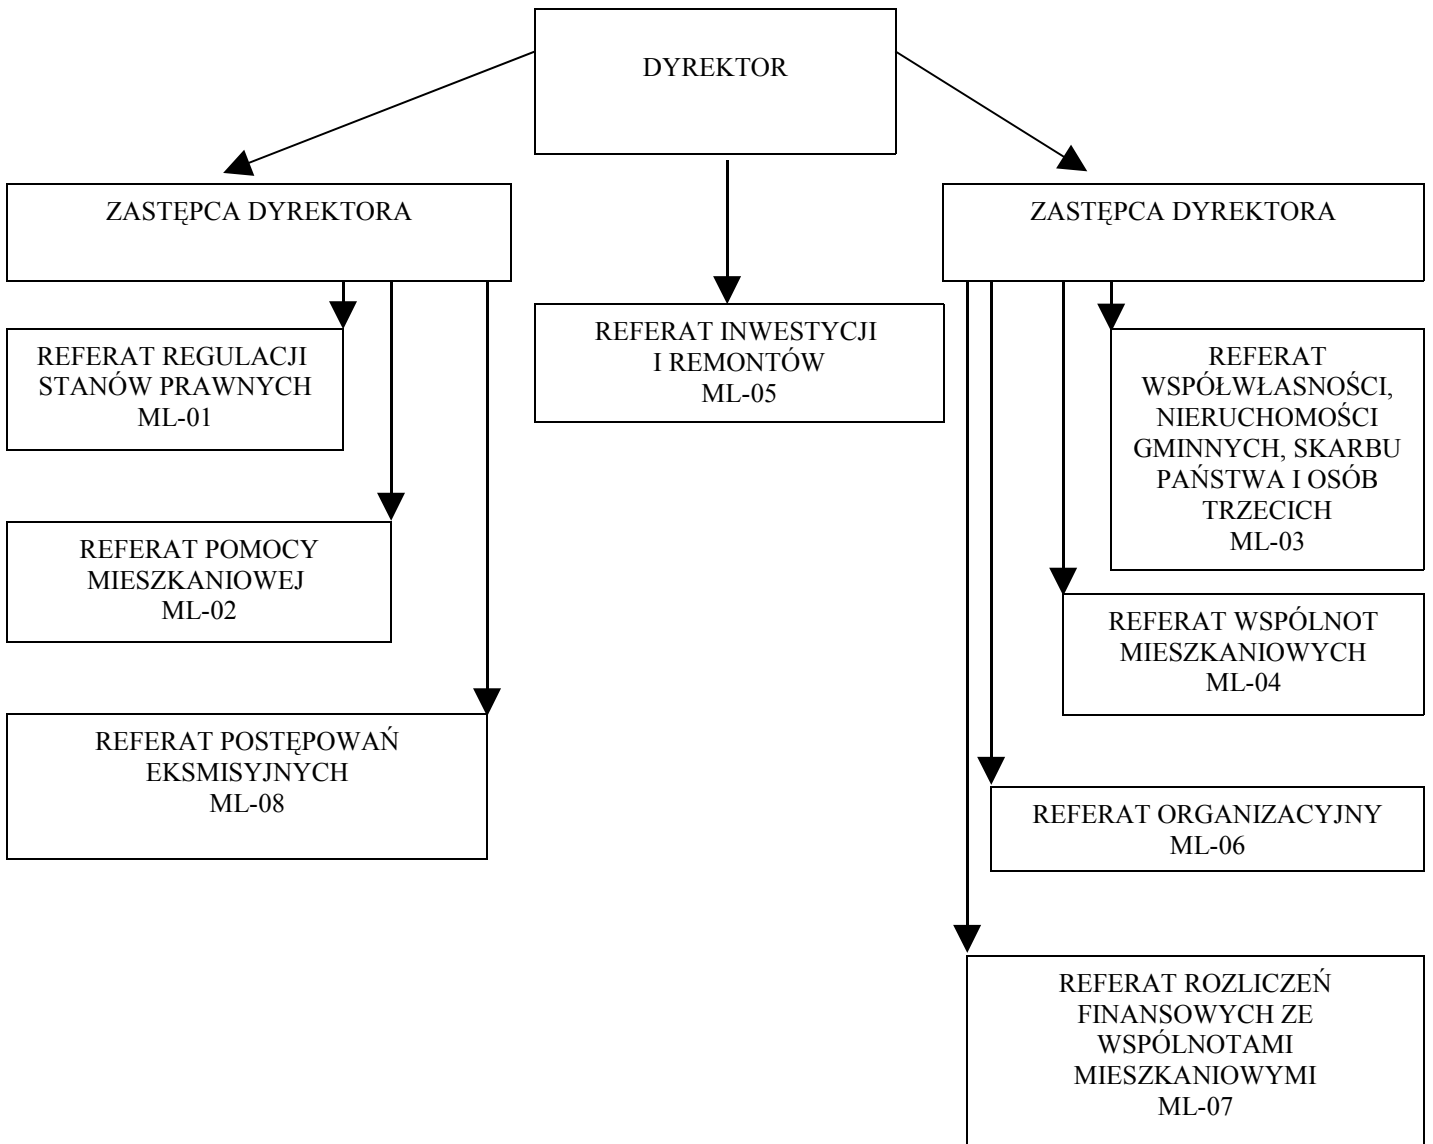 DYREKTOR
ZASTĘPCA DYREKTORA
ZASTĘPCA DYREKTORA
REFERAT REGULACJI
STANÓW PRAWNYCH
ML-01
REFERAT INWESTYCJI
I REMONTÓW
ML-05
REFERAT
WSPÓŁWŁASNOŚCI,
NIERUCHOMOŚCI
GMINNYCH, SKARBU
PAŃSTWA I OSÓB
TRZECICH
ML-03
REFERAT POMOCY
MIESZKANIOWEJ
ML-02
REFERAT WSPÓLNOT
MIESZKANIOWYCH
ML-04
REFERAT POSTĘPOWAŃ
EKSMISYJNYCH
ML-08
REFERAT ORGANIZACYJNY
ML-06
REFERAT ROZLICZEŃ
FINANSOWYCH ZE
WSPÓLNOTAMI
MIESZKANIOWYMI
ML-07